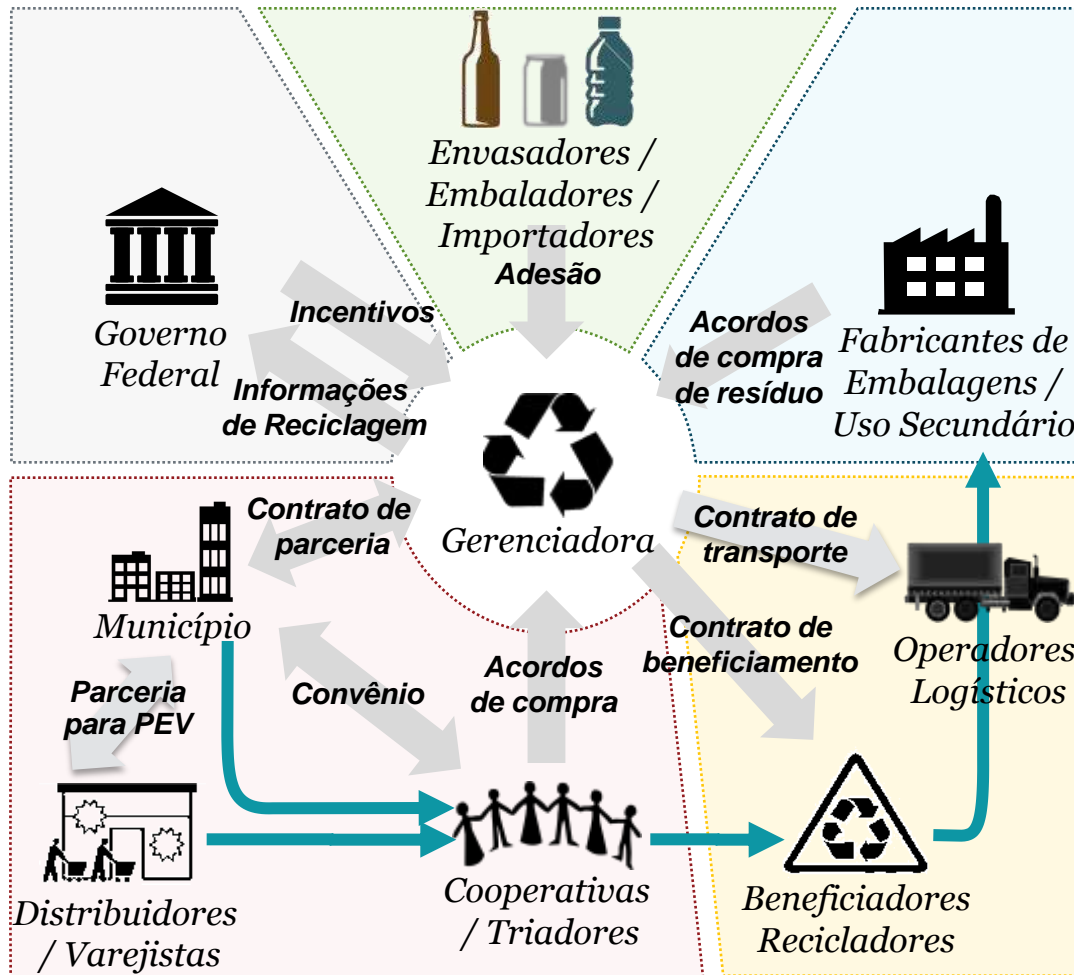 Envasadores /
Embaladores /
Importadores
Adesão
Governo
Federal
Incentivos
Informações
de Reciclagem
Acordos
de compra
de resíduo
Fabricantes de
Embalagens /
Uso Secundário
Gerenciadora
Contrato de
parceria
Município
Contrato de
transporte
Operadores
Logísticos
Contrato de
beneficiamento
Parceria
para PEV
Convênio
Acordos
de compra
Distribuidores
/ Varejistas
Cooperativas
/ Triadores
Beneficiadores
Recicladores